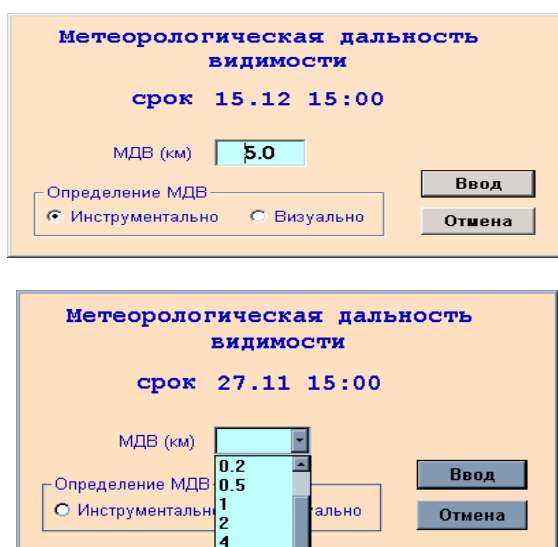 Метеорологическая дальность
видимости
срок 15.12 15:00
МДВ (км) 5.0
Определение МДВ
Инструментально Визуально
Ввод
Отмена
Метеорологическая дальность
видимости
срок 27.11 15:00
МДВ (км)
0.2
0.5
1
2
4
Определение МДВ
Инструментальн уально
Ввод
Отмена